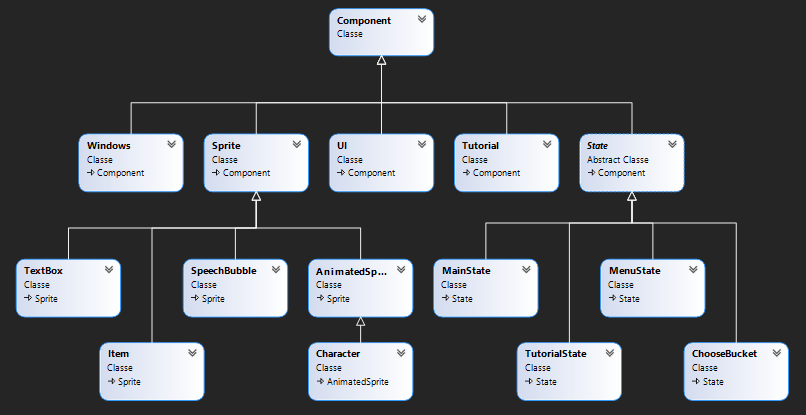 Component
Classe
Windows
Classe
Component
Sprite
Classe
Component
UI
Classe
Component
Tutorial
Classe
Component
State
Abstract Classe
Component
TextBox
Classe
Sprite
SpeechBubble
Classe
Sprite
AnimatedSp...
Classe
Sprite
MainState
Classe
State
MenuState
Classe
State
Item
Classe
Sprite
Character
Classe
AnimatedSprite
TutorialState
Classe
State
ChooseBucket
Classe
State